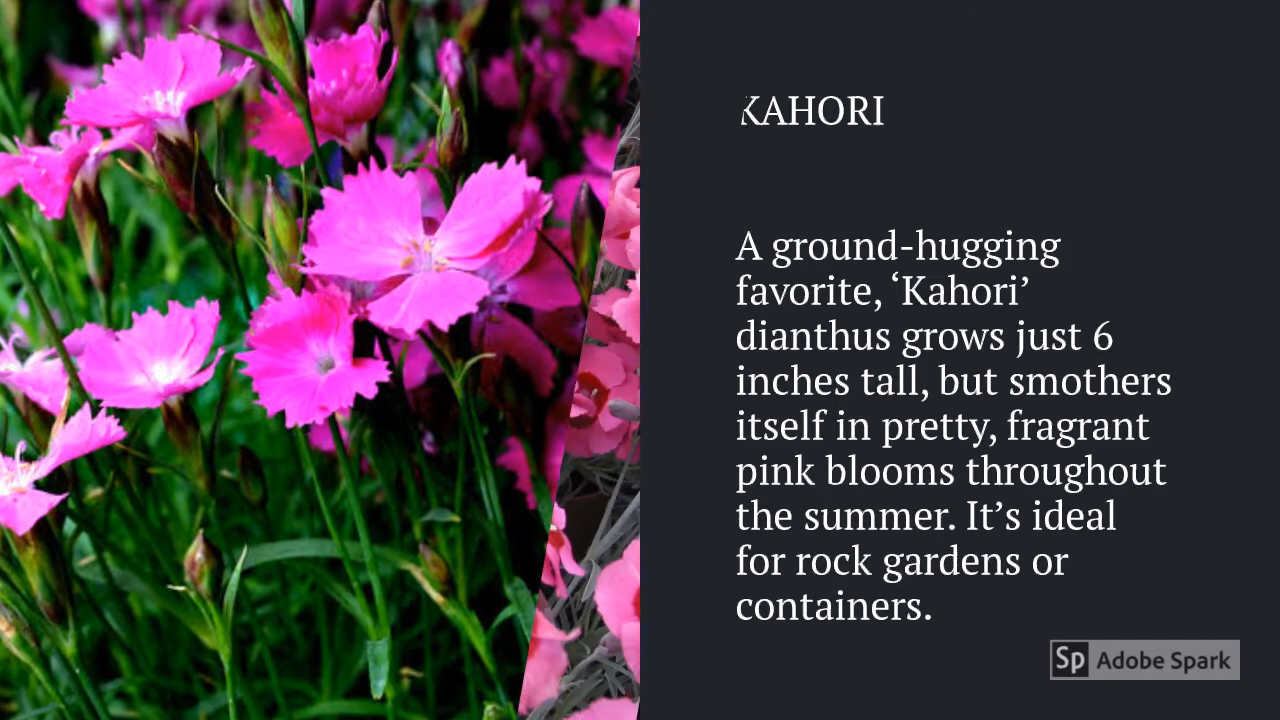 KAHORI
A ground-hugging
favorite, ‘Kahori’
dianthus grows just 6
inches tall, but smothers
itself in pretty, fragrant
pink blooms throughout
the summer. It’s ideal
for rock gardens or
containers.
Sp Adobe Spark